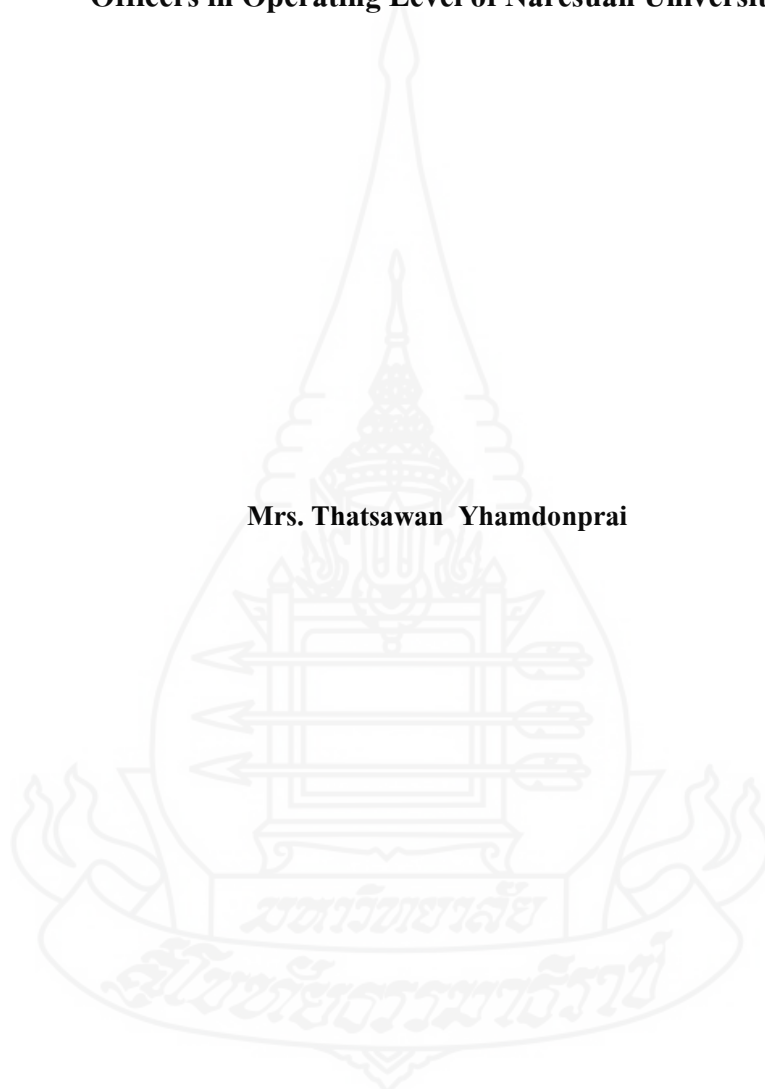 Officers in Operating Level of Naresuan Universit
Mrs. Thatsawan Yhamdonprai
มหาวิทยาลัย
สุโขทัยธรรมาธิราช